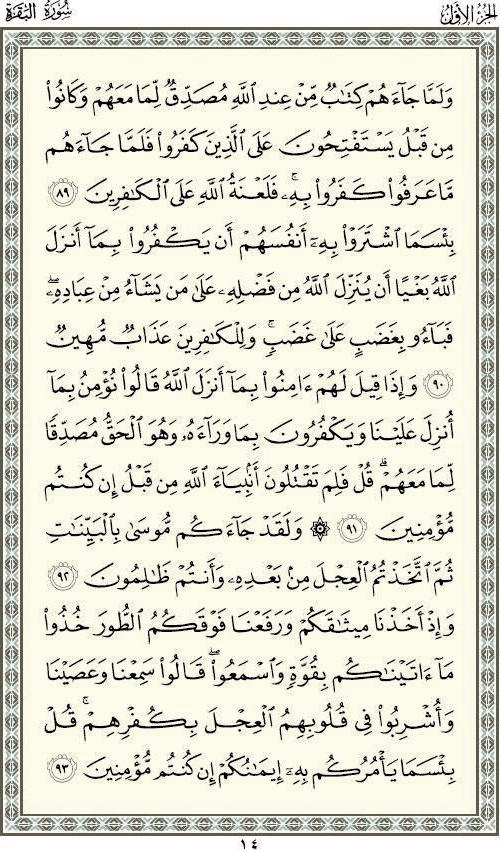 الجزء الأول سورة البقرة
وَلَمَّا جَآءَهُمْ كِتَٰبٌ مِّنْ عِندِ ٱللَّهِ مُصَدِّقٌ لِّمَا مَعَهُمْ وَكَانُوا۟
مِن قَبْلُ يَسْتَفْتِحُونَ عَلَى ٱلَّذِينَ كَفَرُوا۟ فَلَمَّا جَآءَهُم
مَّا عَرَفُوا۟ كَفَرُوا۟ بِهِۦ ۚ فَلَعْنَةُ ٱللَّهِ عَلَى ٱلْكَٰفِرِينَ ٨٩
بِئْسَمَا ٱشْتَرَوْا۟ بِهِۦٓ أَنفُسَهُمْ أَن يَكْفُرُوا۟ بِمَآ أَنزَلَ
ٱللَّهُ بَغْيًا أَن يُنَزِّلَ ٱللَّهُ مِن فَضْلِهِۦ عَلَىٰ مَن يَشَآءُ مِنْ عِبَادِهِۦ ۖ
فَبَآءُو بِغَضَبٍ عَلَىٰ غَضَبٍ ۚ وَلِلْكَٰفِرِينَ عَذَابٌ مُّهِينٌ
٩٠ وَإِذَا قِيلَ لَهُمْ ءَامِنُوا۟ بِمَآ أَنزَلَ ٱللَّهُ قَالُوا۟ نُؤْمِنُ بِمَآ
أُنزِلَ عَلَيْنَا وَيَكْفُرُونَ بِمَا وَرَآءَهُۥ وَهُوَ ٱلْحَقُّ مُصَدِّقًا
لِّمَا مَعَهُمْ ۗ قُلْ فَلِمَ تَقْتُلُونَ أَنۢبِيَآءَ ٱللَّهِ مِن قَبْلُ إِن كُنتُم
مُّؤْمِنِينَ ٩١ ۞ وَلَقَدْ جَآءَكُم مُّوسَىٰ بِٱلْبَيِّنَٰتِ
ثُمَّ ٱتَّخَذْتُمُ ٱلْعِجْلَ مِنۢ بَعْدِهِۦ وَأَنتُمْ ظَٰلِمُونَ ٩٢
وَإِذْ أَخَذْنَا مِيثَٰقَكُمْ وَرَفَعْنَا فَوْقَكُمُ ٱلطُّورَ خُذُوا۟
مَآ ءَاتَيْنَٰكُم بِقُوَّةٍ وَٱسْمَعُوا۟ ۖ قَالُوا۟ سَمِعْنَا وَعَصَيْنَا
وَأُشْرِبُوا۟ فِى قُلُوبِهِمُ ٱلْعِجْلَ بِكُفْرِهِمْ ۚ قُلْ
بِئْسَمَا يَأْمُرُكُم بِهِۦٓ إِيمَٰنُكُمْ إِن كُنتُم مُّؤْمِنِينَ ٩٣
١٤